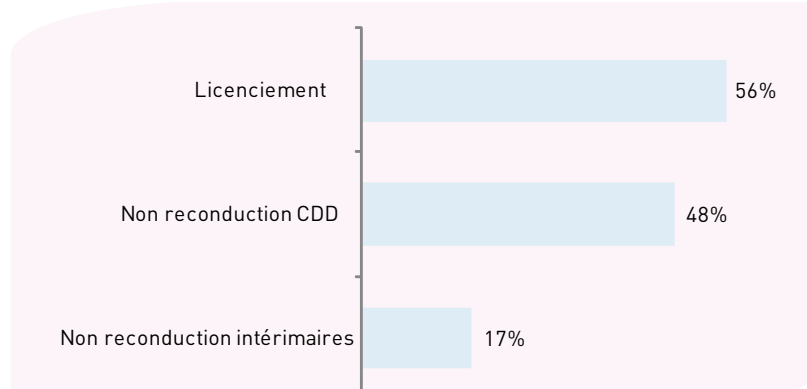 Licenciement 56%
Non reconduction CDD 48%
Non reconduction intérimaires 17%